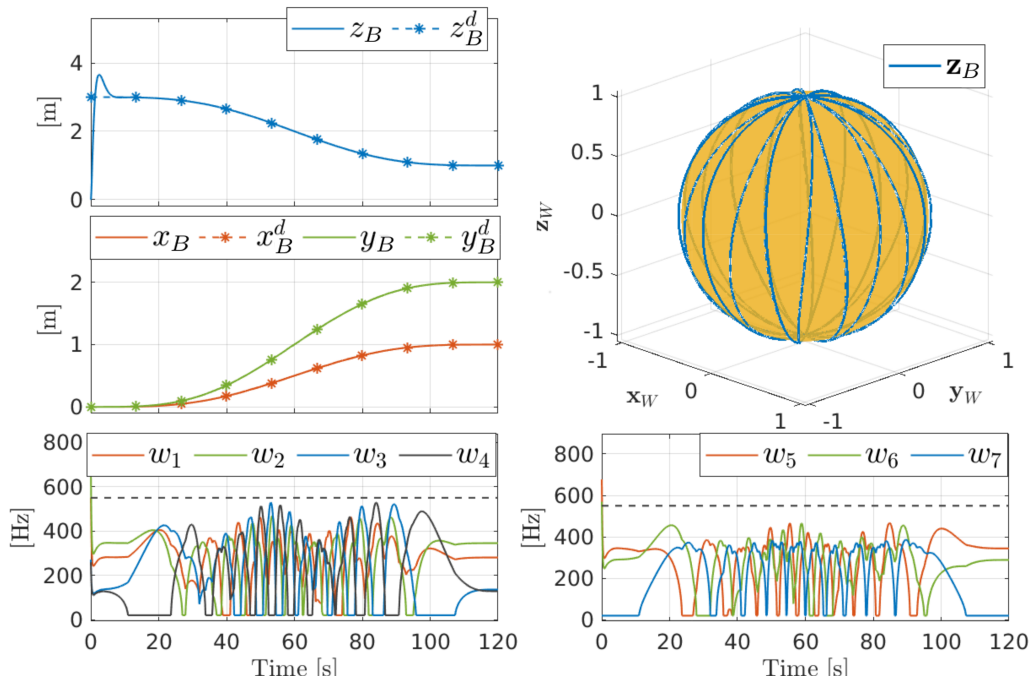 z_B z_B^d
[m]
4
2
0
x_B x_B^d y_B y_B^d
[m]
2
1
0
w_1 w_2 w_3 w_4
[Hz]
800
600
400
200
0
0 20 40 60 80 100 120
Time [s]
z_B
z_W
1
0.5
0
-0.5
-1
-1 0 1
x_W
-1 0 1
y_W
w_5 w_6 w_7
[Hz]
800
600
400
200
0
0 20 40 60 80 100 120
Time [s]